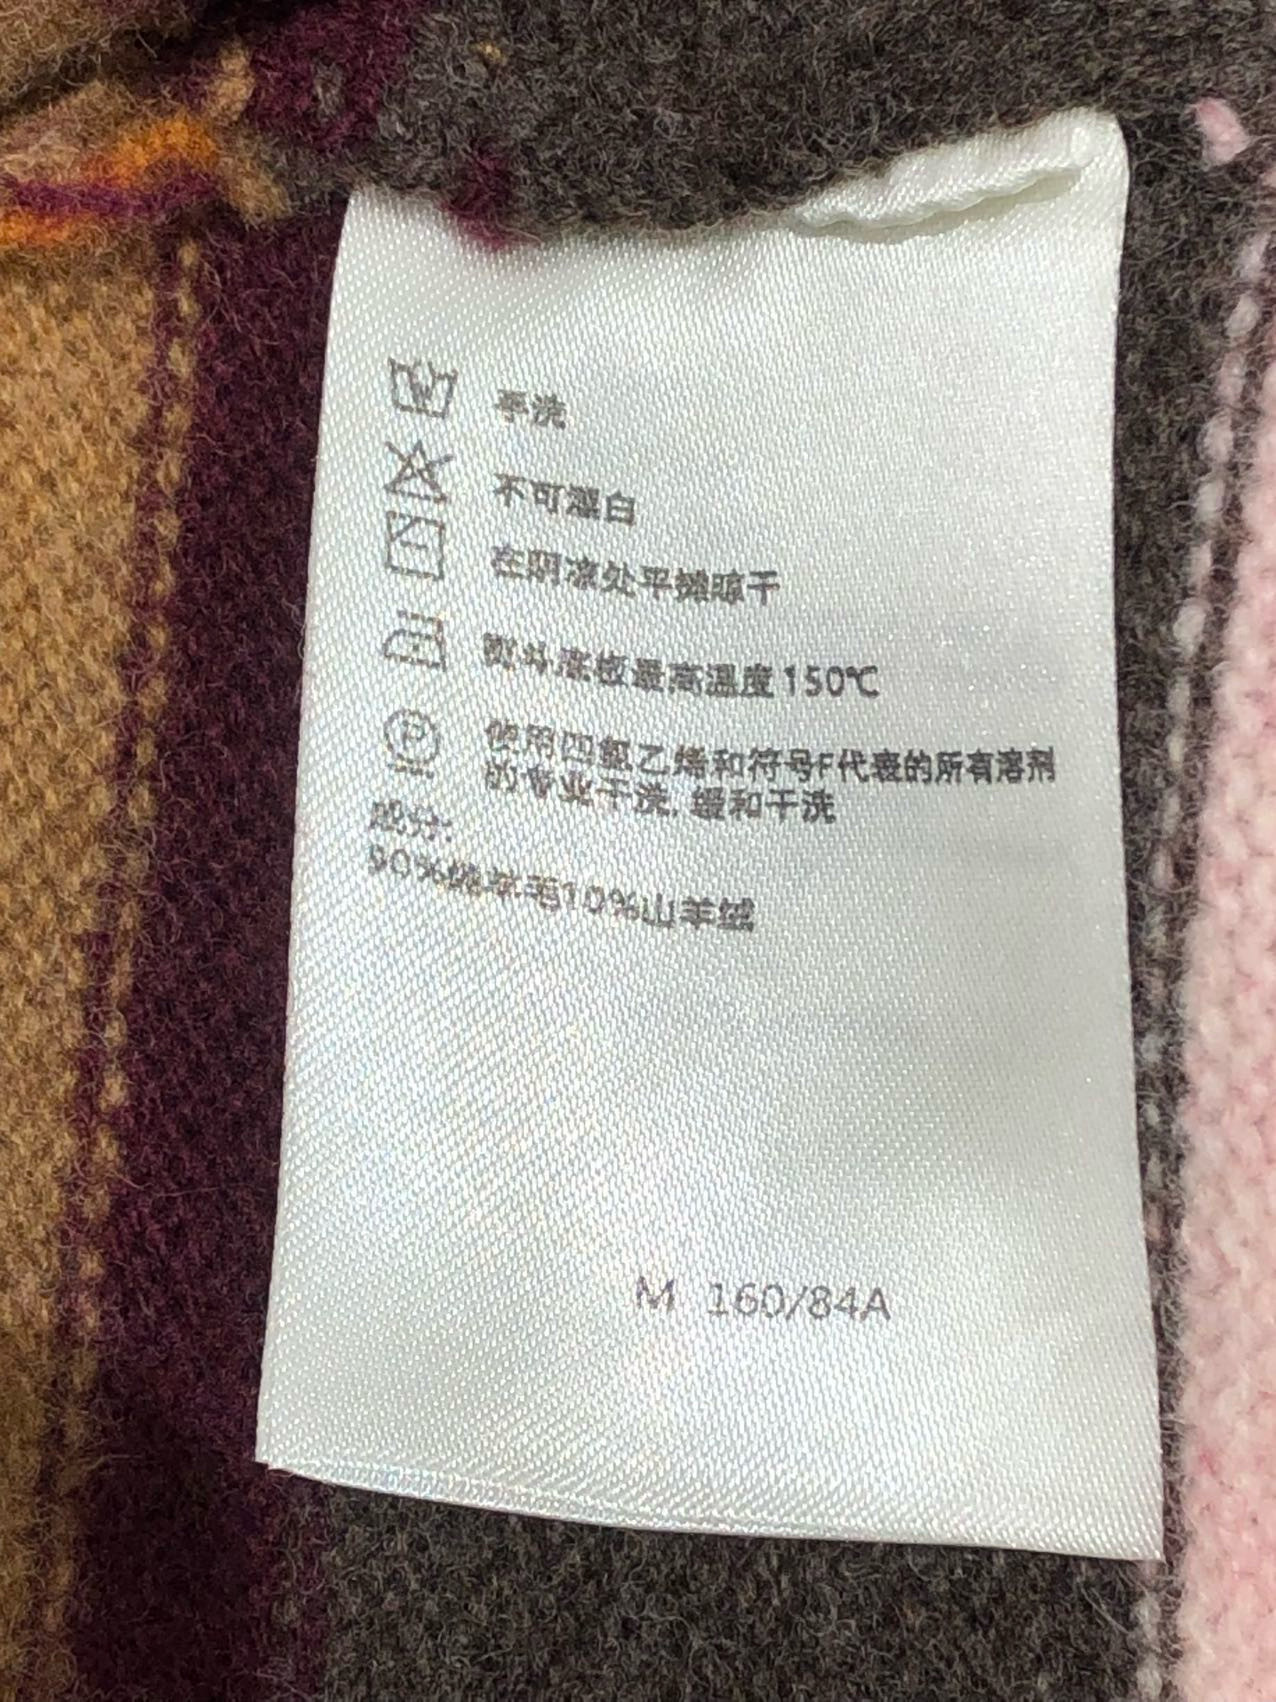 手洗
不可漂白
在阴凉处平摊晾干
熨斗底板最高温度150℃
使用四氯乙烯和符号F代表的所有溶剂
的专业干洗,缓和干洗
成分:
90%绵羊毛10%山羊绒
M 160/84A